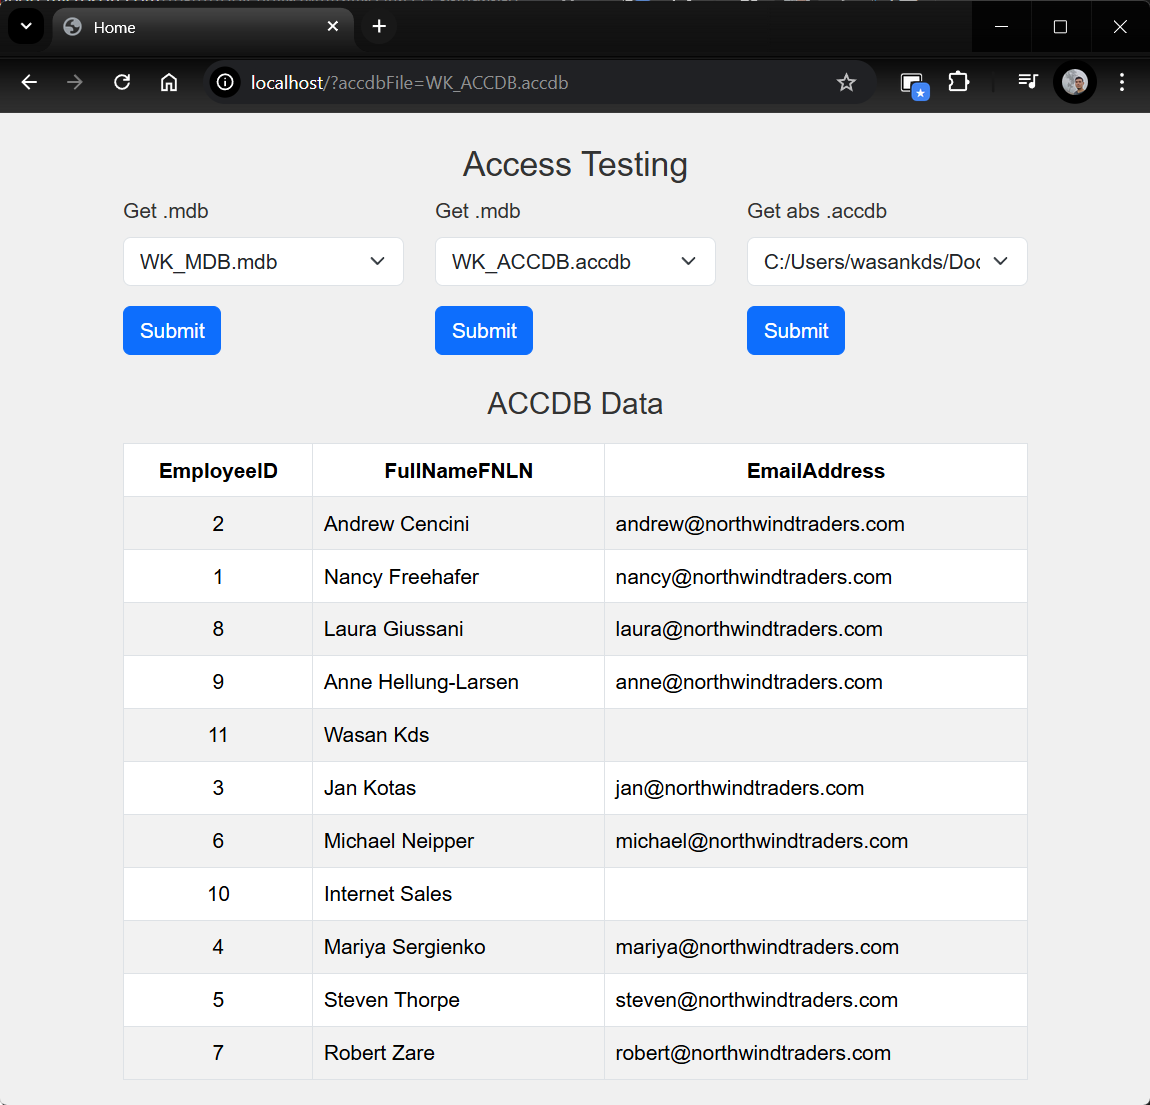 Home
localhost/?accdbFile=WK_ACCDB.accdb
Access Testing
Get .mdb
Get .mdb
Get abs .accdb
WK_MDB.mdb
WK_ACCDB.accdb
C:/Users/wasankds/Doc
Submit
Submit
Submit
ACCDB Data
EmployeeID FullNameFNLN EmailAddress
2 Andrew Cencini andrew@northwindtraders.com
1 Nancy Freehafer nancy@northwindtraders.com
8 Laura Giussani laura@northwindtraders.com
9 Anne Hellung-Larsen anne@northwindtraders.com
11 Wasan Kds
3 Jan Kotas jan@northwindtraders.com
6 Michael Neipper michael@northwindtraders.com
10 Internet Sales
4 Mariya Sergienko mariya@northwindtraders.com
5 Steven Thorpe steven@northwindtraders.com
7 Robert Zare robert@northwindtraders.com